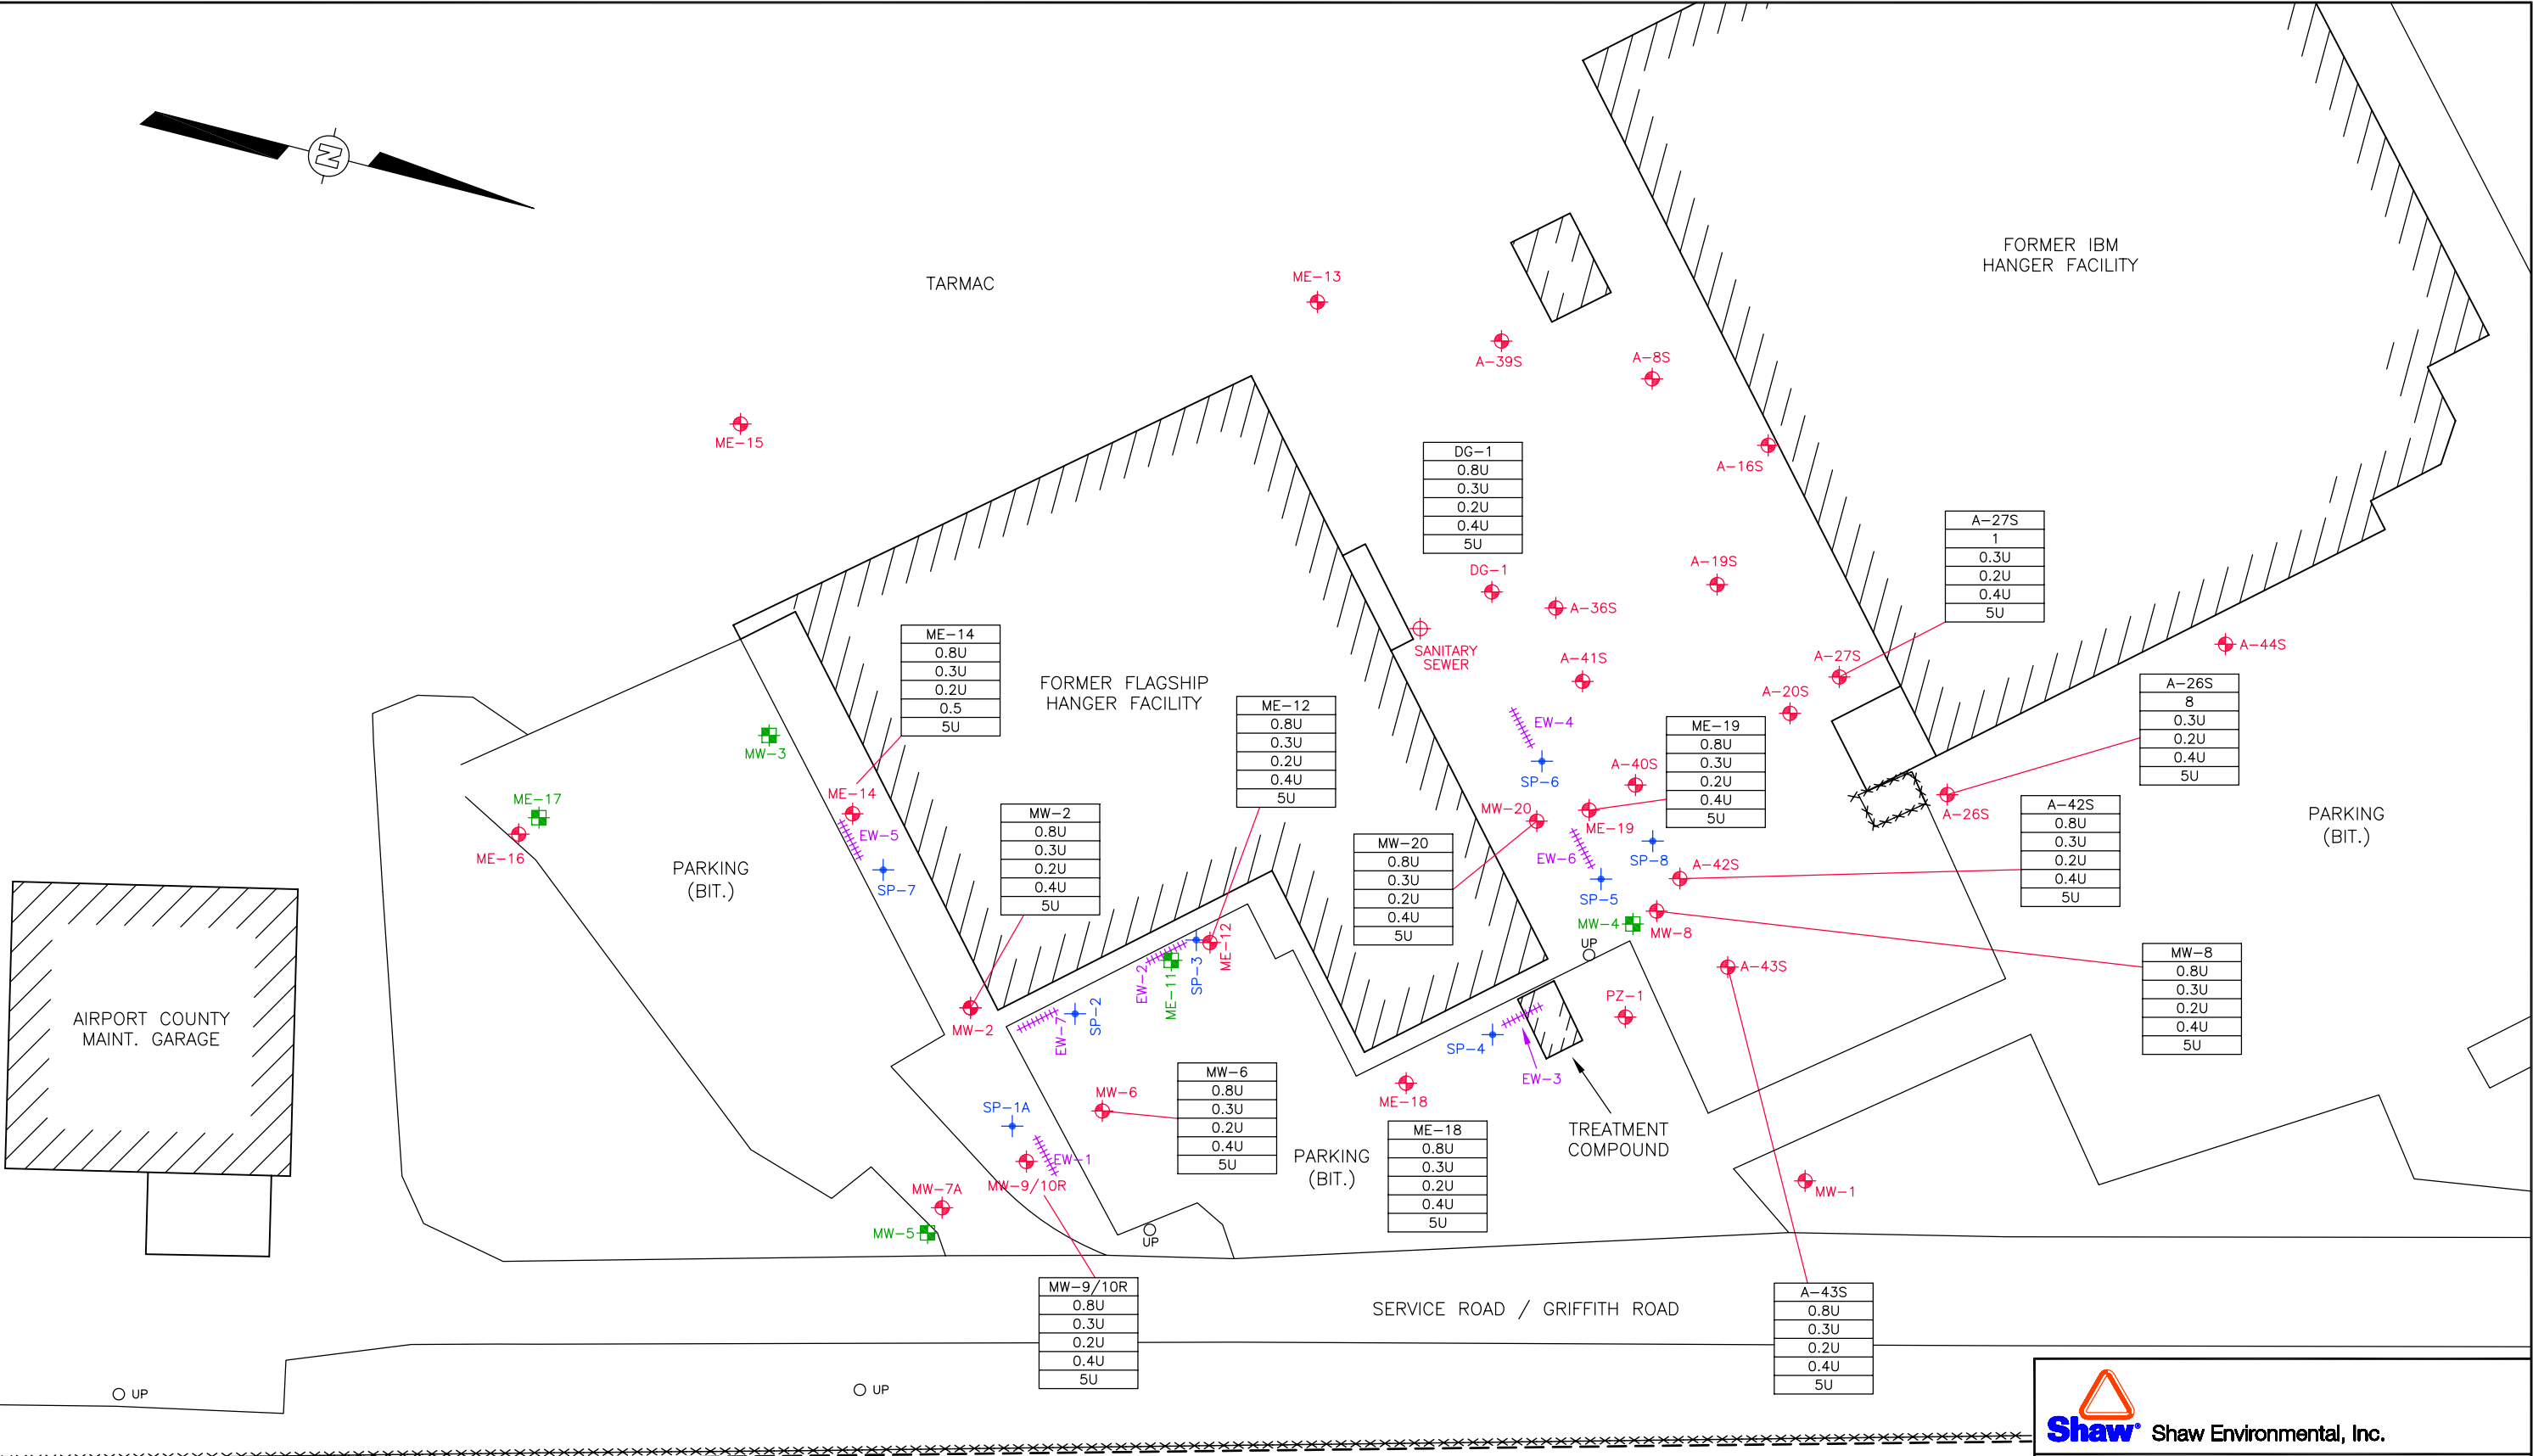 N
TARMAC
FORMER IBM
HANGER FACILITY
ME-13
A-39S
A-8S
ME-15
A-16S
DG-1
0.8U
0.3U
0.2U
0.4U
5U
DG-1
A-36S
A-19S
A-27S
1
0.3U
0.2U
0.4U
5U
SANITARY
SEWER
A-41S
A-27S
A-20S
A-44S
ME-14
0.8U
0.3U
0.2U
0.5
5U
FORMER FLAGSHIP
HANGER FACILITY
ME-12
0.8U
0.3U
0.2U
0.4U
5U
EW-4
SP-6
ME-19
0.8U
0.3U
0.2U
0.4U
5U
A-26S
8
0.3U
0.2U
0.4U
5U
MW-3
ME-17
ME-16
ME-14
EW-5
SP-7
PARKING
(BIT.)
MW-2
0.8U
0.3U
0.2U
0.4U
5U
MW-20
0.8U
0.3U
0.2U
0.4U
5U
MW-20
A-40S
ME-19
EW-6
SP-8
SP-5
A-42S
MW-4
MW-8
UP
A-26S
A-42S
0.8U
0.3U
0.2U
0.4U
5U
PARKING
(BIT.)
MW-8
0.8U
0.3U
0.2U
0.4U
5U
AIRPORT COUNTY
MAINT. GARAGE
MW-2
EW-7
SP-2
EW-2
ME-11
SP-3
ME-12
A-43S
PZ-1
SP-4
EW-3
TREATMENT
COMPOUND
ME-18
MW-6
MW-6
0.8U
0.3U
0.2U
0.4U
5U
SP-1A
EW-1
MW-9/10R
MW-7A
MW-5
UP
PARKING
(BIT.)
ME-18
0.8U
0.3U
0.2U
0.4U
5U
MW-1
MW-9/10R
0.8U
0.3U
0.2U
0.4U
5U
SERVICE ROAD / GRIFFITH ROAD
A-43S
0.8U
0.3U
0.2U
0.4U
5U
UP
UP
Shaw® Shaw Environmental, Inc.